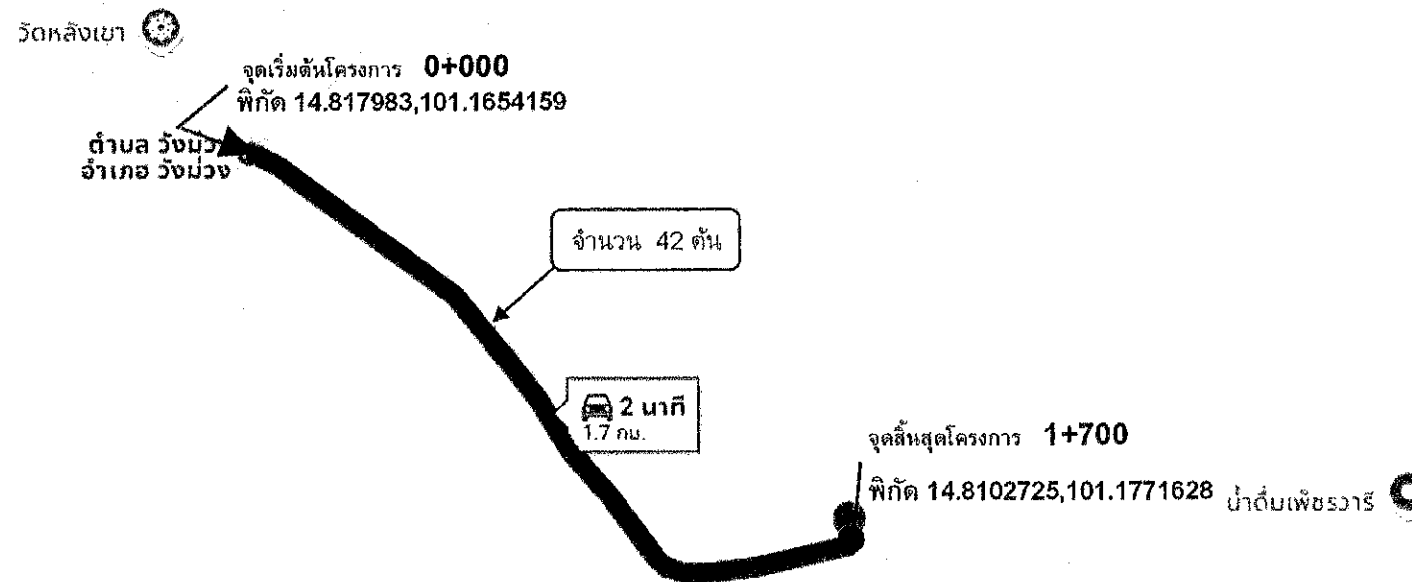 วัดหลังเขา
จุดเริ่มต้นโครงการ 0+000
พิกัด 14.817983,101.1654159
ตำบล วังม่วง
อำเภอ วังม่วง
จำนวน 42 ต้น
2 นาที
1.7 กม.
จุดสิ้นสุดโครงการ 1+700
พิกัด 14.8102725,101.1771628
น้ำดื่มเพ็ชรวารี